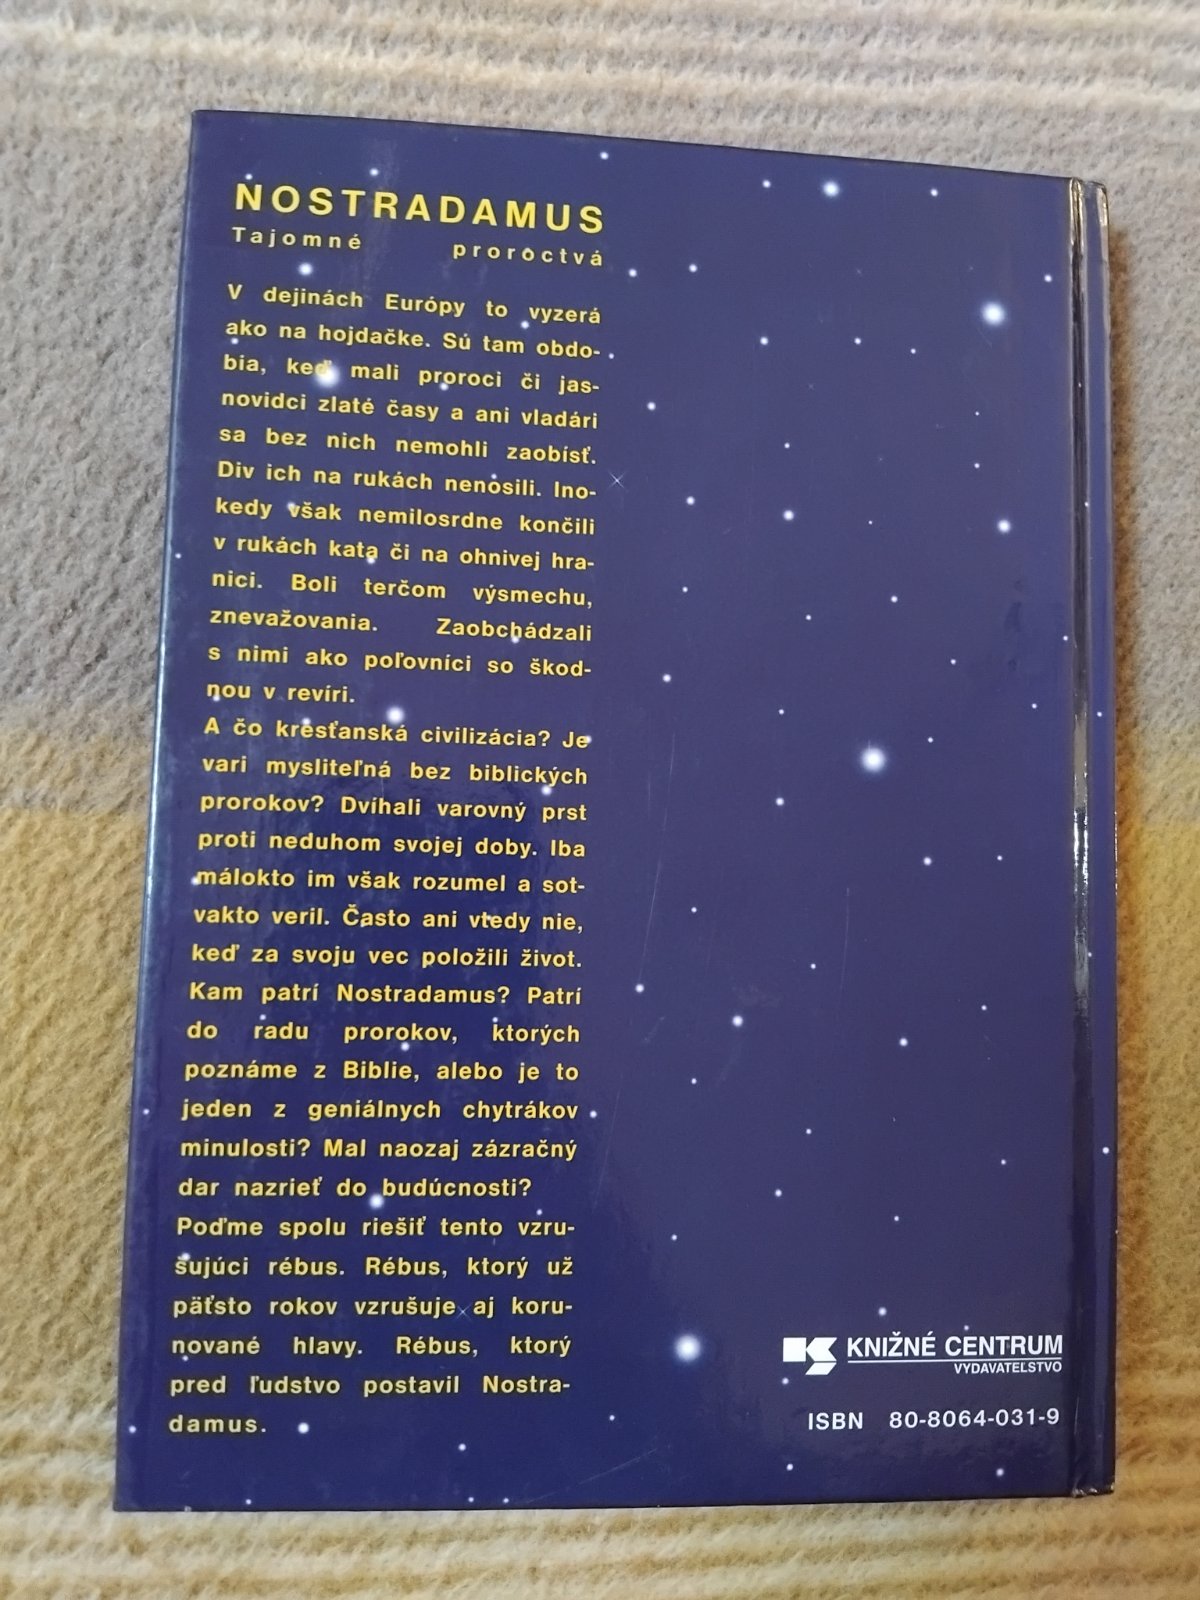 NOSTRADAMUS
Tajomné proroctvá
V dejinách Európy to vyzerá
ako na hojdačke. Sú tam obdo-
bia, keď mali proroci či jas-
novidci zlaté časy a ani vladári
sa bez nich nemohli zaobísť.
Div ich na rukách nenosili. Ino-
kedy však nemilosrdne končili
v rukách kata či na ohnivej hra-
nici. Boli terčom výsmechu,
znevažovania. Zaobchádzali
s nimi ako poľovníci so škod-
nou v revíri.
A čo kresťanská civilizácia? Je
vari mysliteľná bez biblických
prorokov? Dvíhali varovný prst
proti neduhom svojej doby. Iba
málokto im však rozumel a sot-
vakto veril. Často ani vtedy nie,
keď za svoju vec položili život.
Kam patrí Nostradamus? Patrí
do radu prorokov, ktorých
poznáme z Biblie, alebo je to
jeden z geniálnych chytrákov
minulosti? Mal naozaj zázračný
dar nazrieť do budúcnosti?
Poďme spolu riešiť tento vzru-
šujúci rébus. Rébus, ktorý už
päťsto rokov vzrušuje aj koru-
nované hlavy. Rébus, ktorý
pred ľudstvo postavil Nostra-
damus.
KNIŽNÉ CENTRUM
VYDAVATEĽSTVO
ISBN 80-8064-031-9